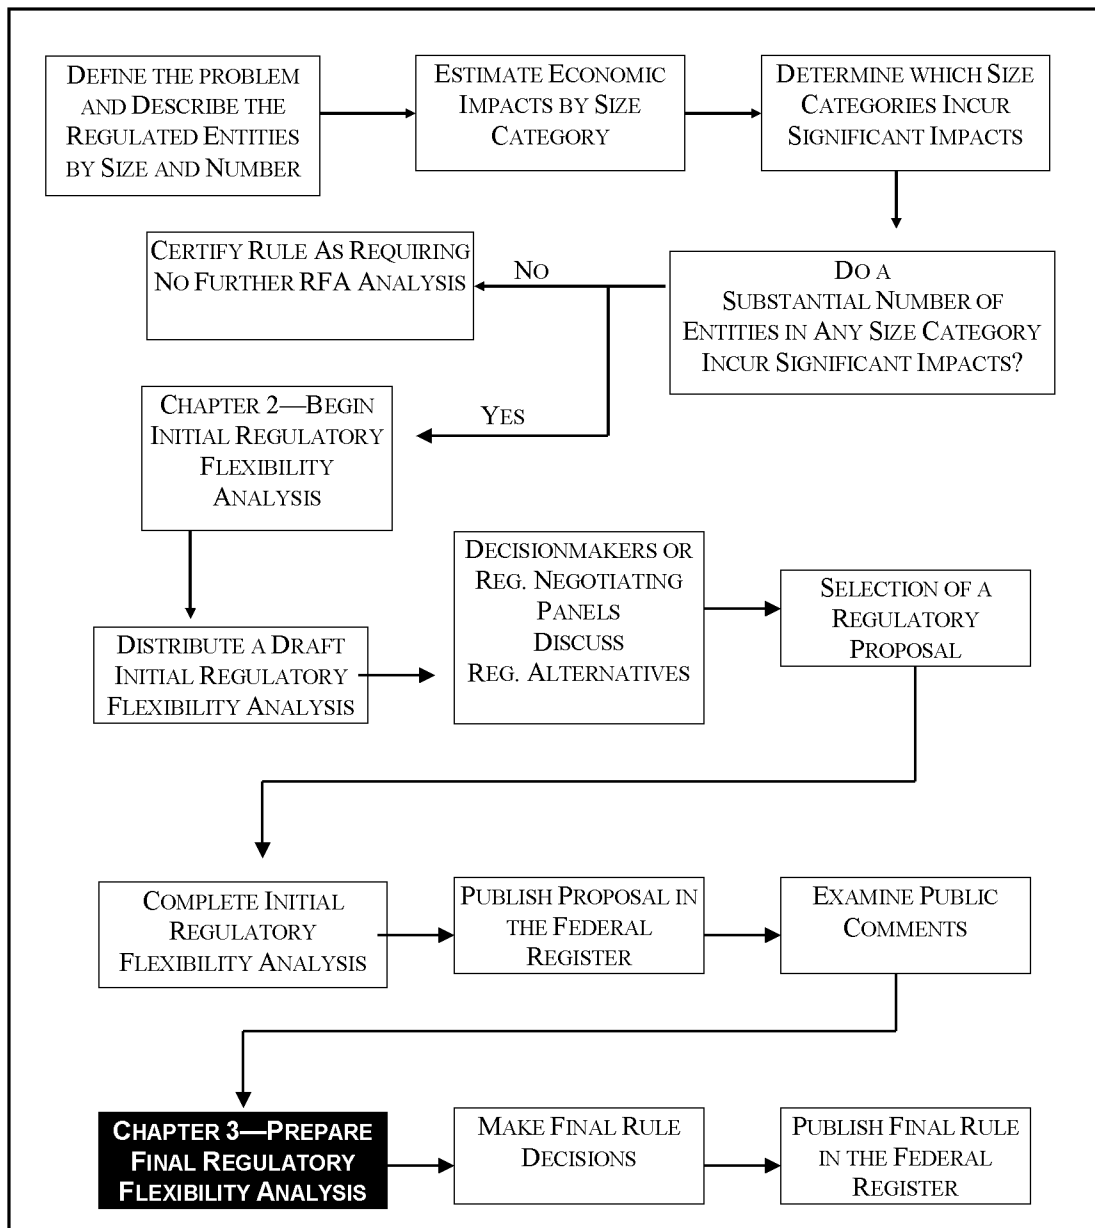 DEFINE THE PROBLEM
AND DESCRIBE THE
REGULATED ENTITIES
BY SIZE AND NUMBER
ESTIMATE ECONOMIC
IMPACTS BY SIZE
CATEGORY
DETERMINE WHICH SIZE
CATEGORIES INCUR
SIGNIFICANT IMPACTS
CERTIFY RULE AS REQUIRING
NO FURTHER RFA ANALYSIS
NO
DO A
SUBSTANTIAL NUMBER OF
ENTITIES IN ANY SIZE CATEGORY
INCUR SIGNIFICANT IMPACTS?
CHAPTER 2—BEGIN
INITIAL REGULATORY
FLEXIBILITY
ANALYSIS
YES
DISTRIBUTE A DRAFT
INITIAL REGULATORY
FLEXIBILITY ANALYSIS
DECISIONMAKERS OR
REG. NEGOTIATING
PANELS
DISCUSS
REG. ALTERNATIVES
SELECTION OF A
REGULATORY
PROPOSAL
COMPLETE INITIAL
REGULATORY
FLEXIBILITY ANALYSIS
PUBLISH PROPOSAL IN
THE FEDERAL
REGISTER
EXAMINE PUBLIC
COMMENTS
CHAPTER 3—PREPARE
FINAL REGULATORY
FLEXIBILITY ANALYSIS
MAKE FINAL RULE
DECISIONS
PUBLISH FINAL RULE
IN THE FEDERAL
REGISTER